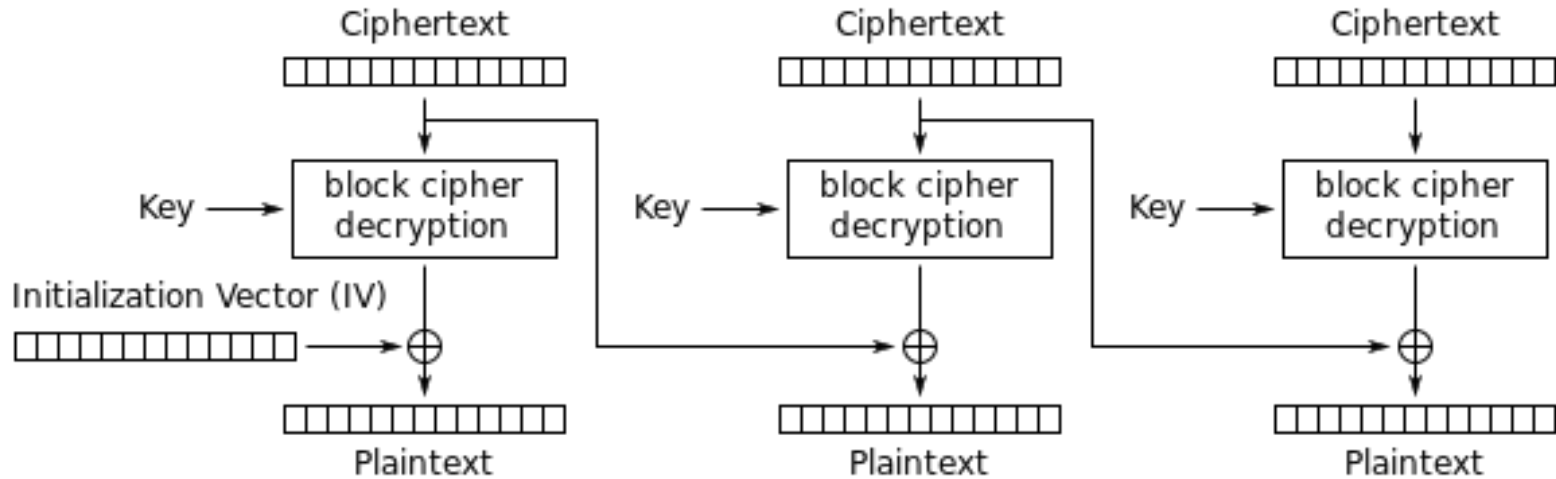 Ciphertext
Ciphertext
Ciphertext
block cipher
decryption
block cipher
decryption
block cipher
decryption
Key
Key
Key
Initialization Vector (IV)
Plaintext
Plaintext
Plaintext